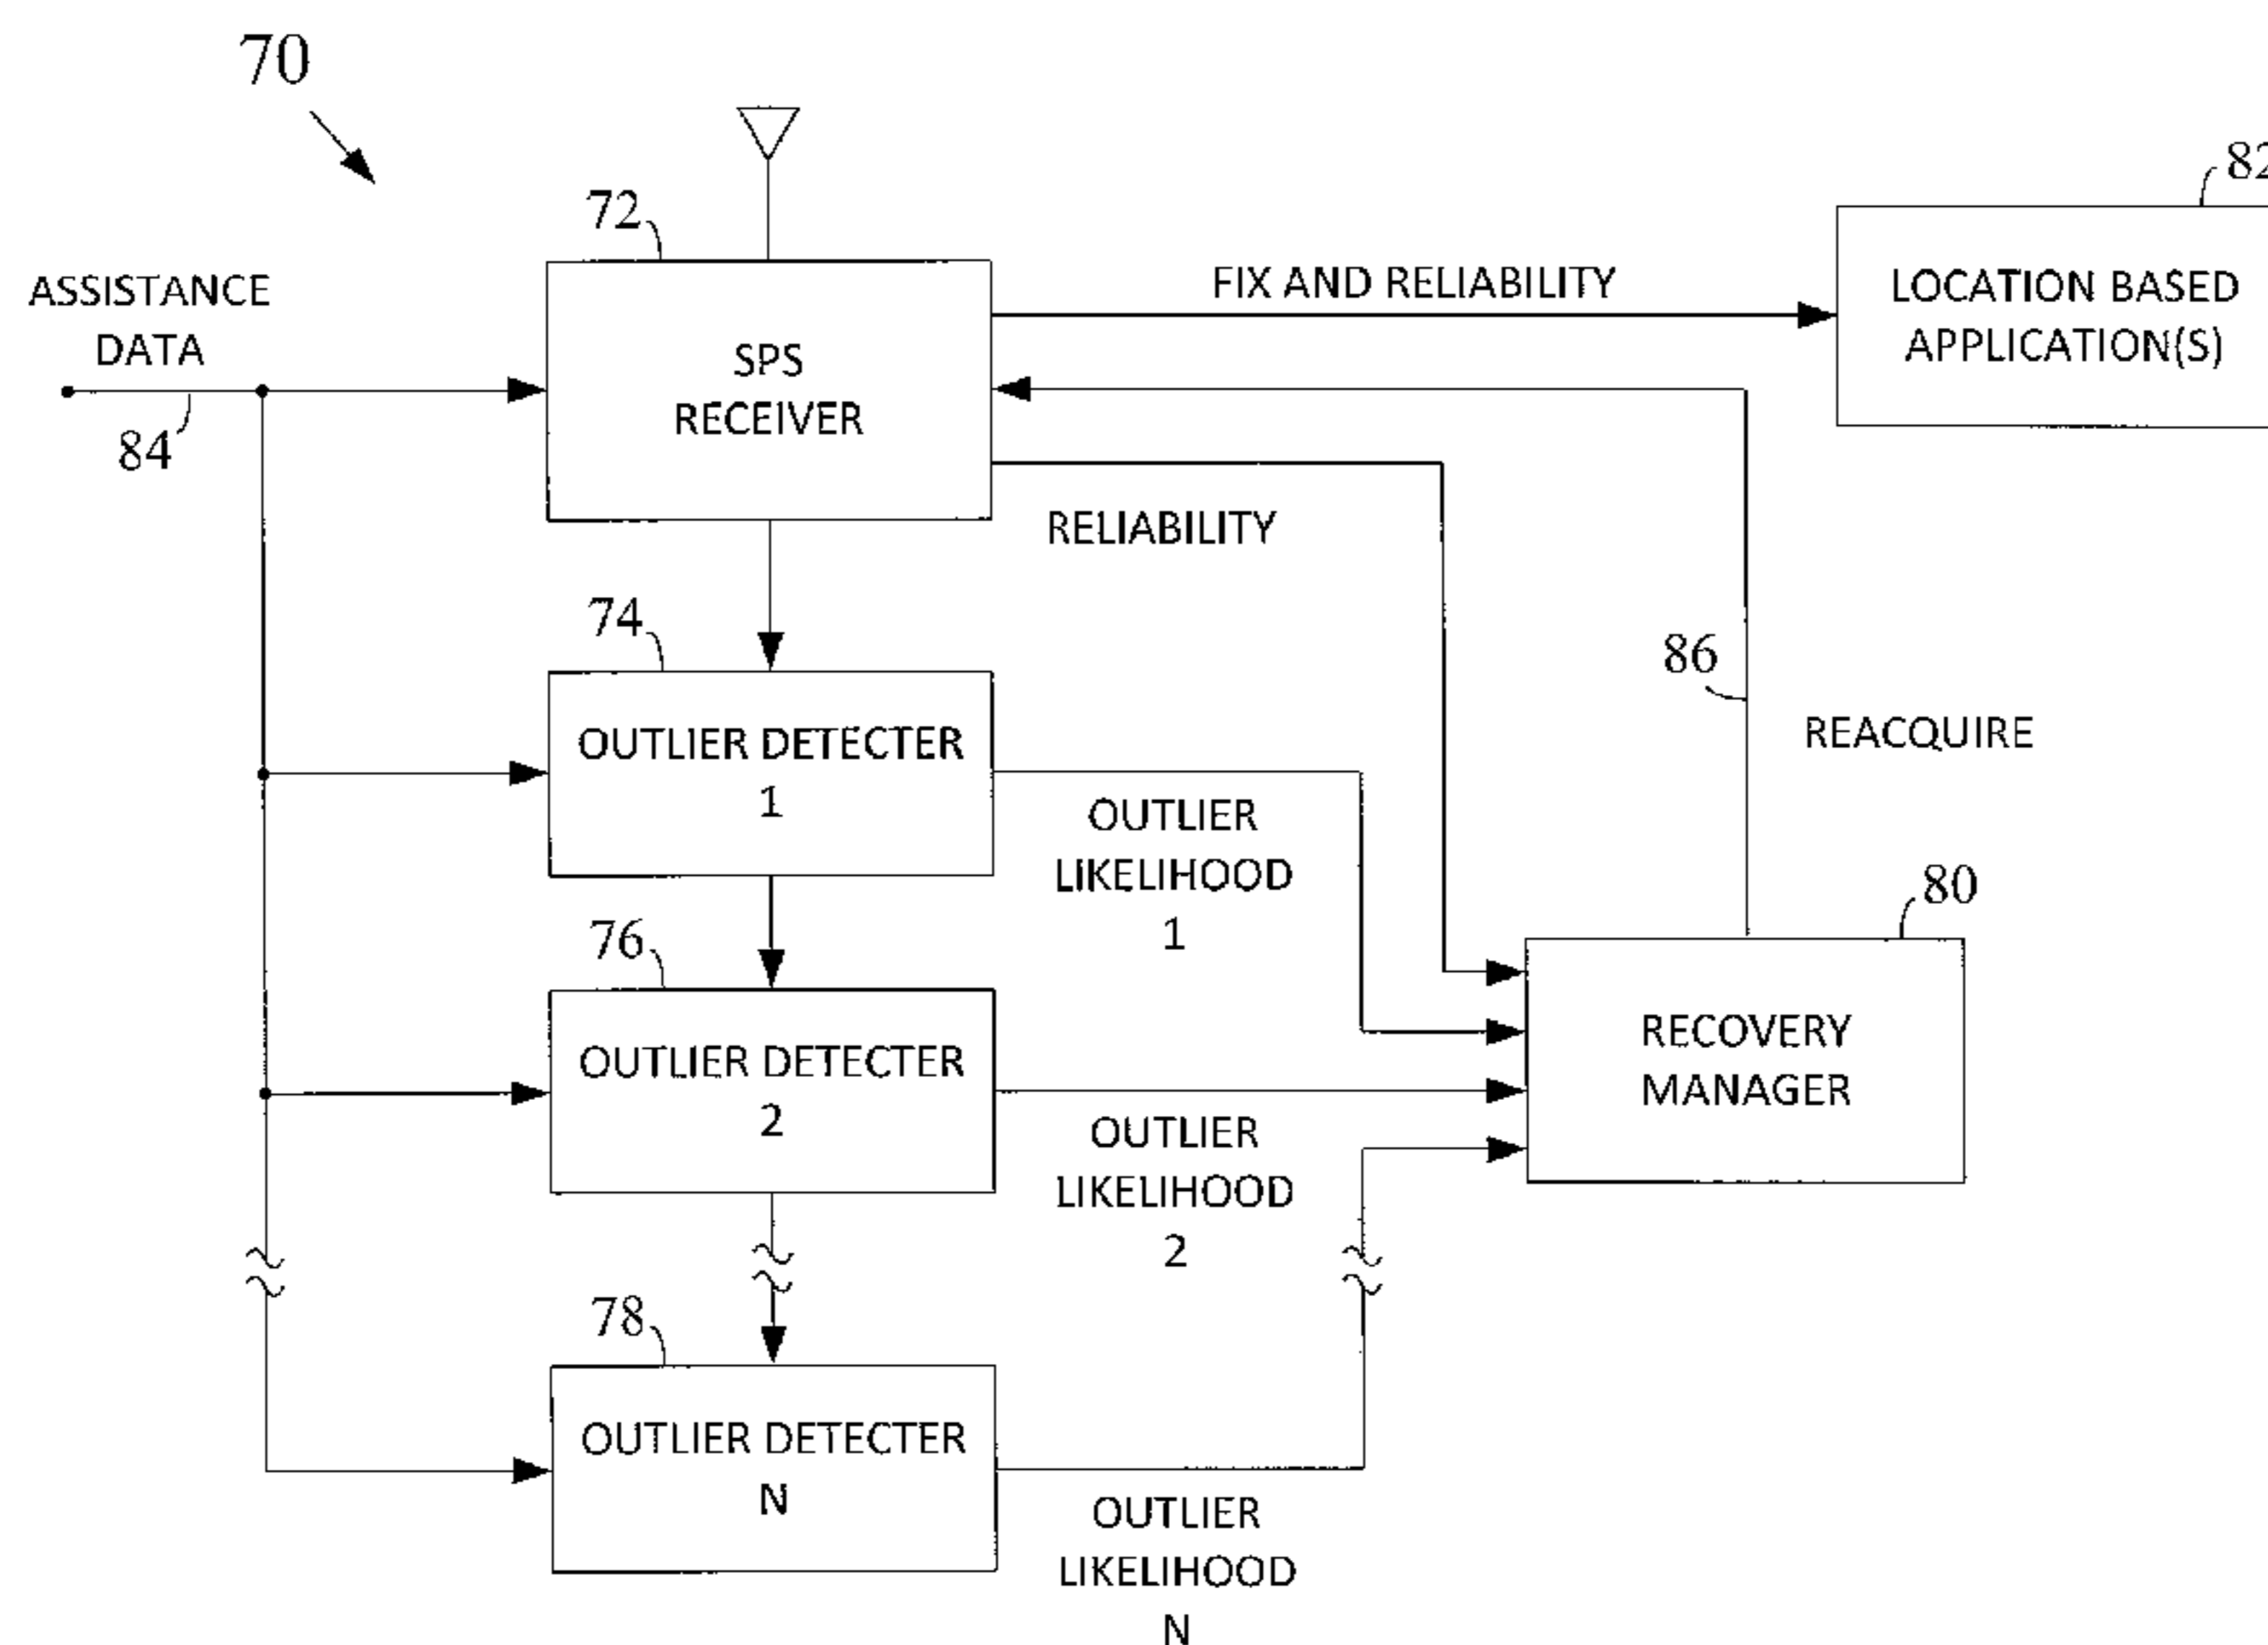 70
82
72
ASSISTANCE
DATA
84
SPS
RECEIVER
FIX AND RELIABILITY
LOCATION BASED
APPLICATION(S)
RELIABILITY
74
OUTLIER DETECTER
1
OUTLIER
LIKELIHOOD
1
86
REACQUIRE
76
OUTLIER DETECTER
2
OUTLIER
LIKELIHOOD
2
80
RECOVERY
MANAGER
78
OUTLIER DETECTER
N
OUTLIER
LIKELIHOOD
N